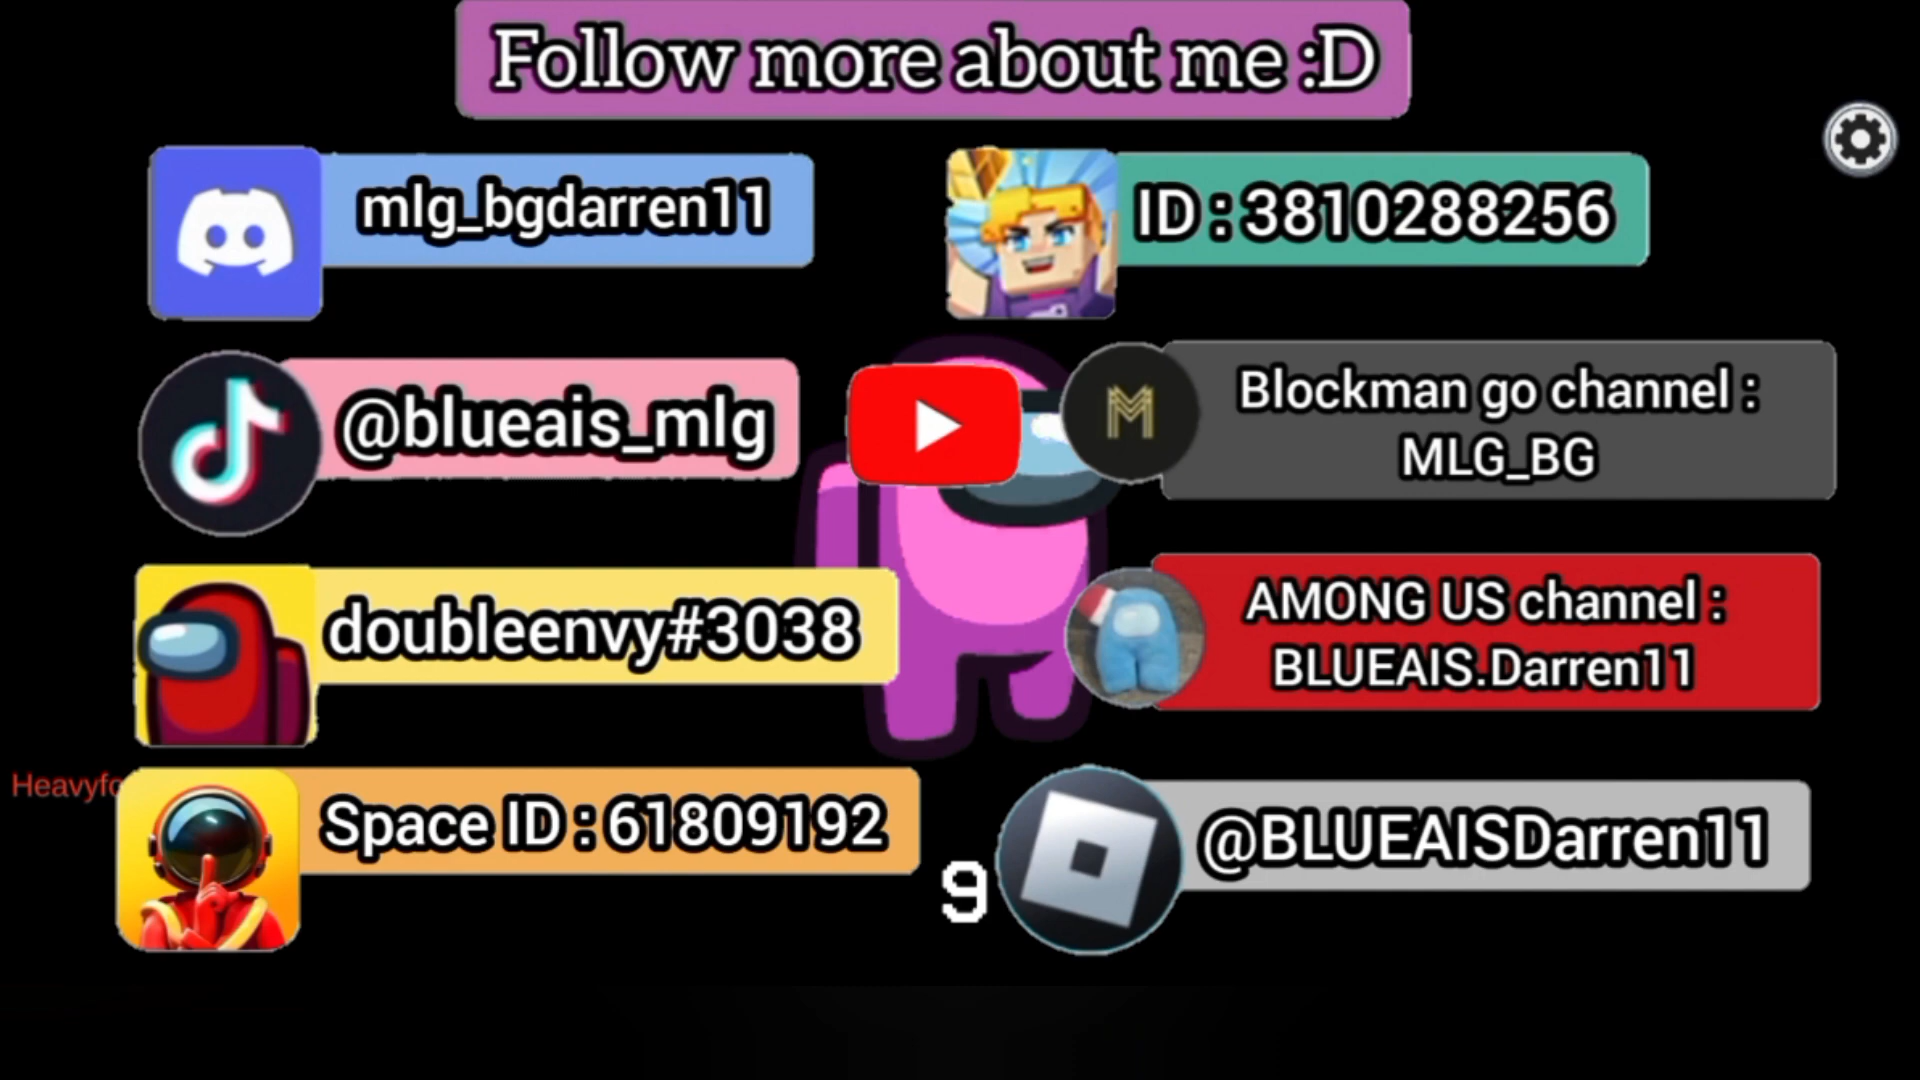 Follow more about me :D
mlg_bgdarren11
ID : 3810288256
@blueais_mlg
Blockman go channel :
MLG_BG
doubleenvy#3038
AMONG US channel :
BLUEAIS.Darren11
Heavyfo
Space ID : 61809192
9
@BLUEAISDarren11